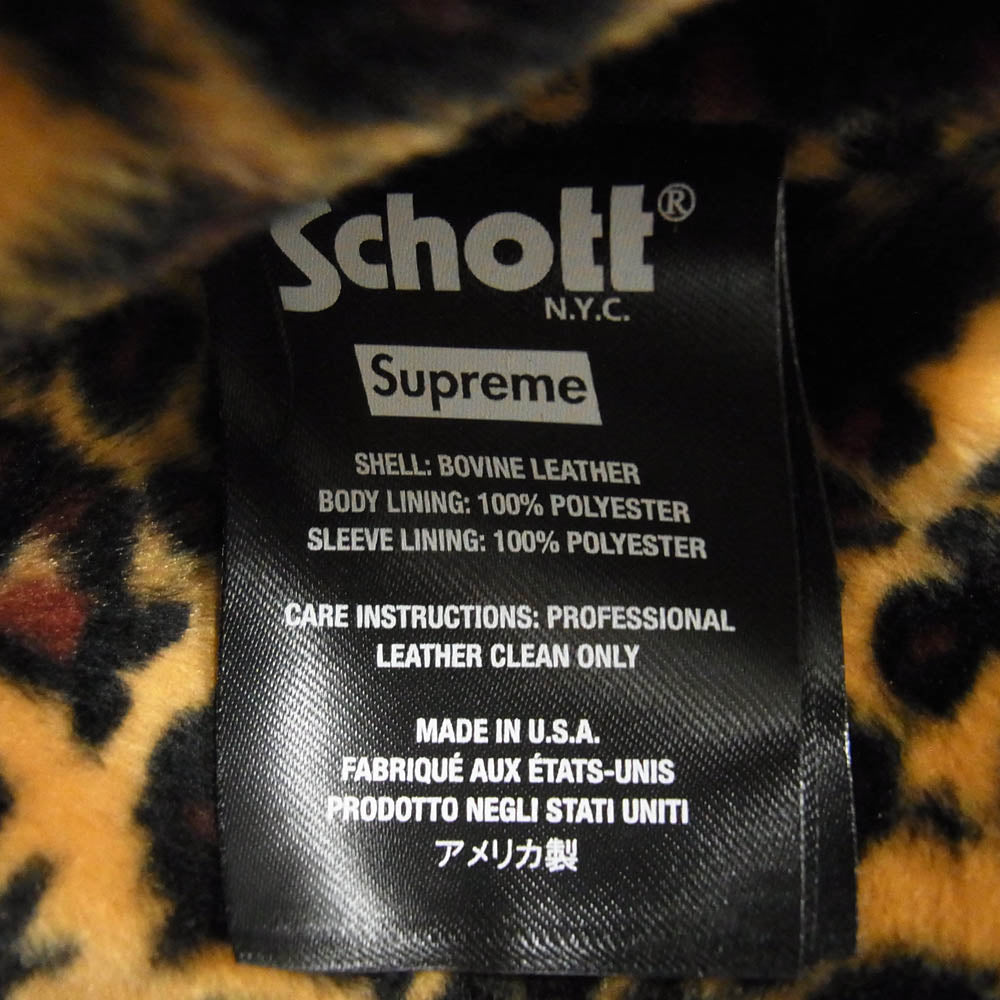 Schott®
N.Y.C.
Supreme
SHELL: BOVINE LEATHER
BODY LINING: 100% POLYESTER
SLEEVE LINING: 100% POLYESTER
CARE INSTRUCTIONS: PROFESSIONAL
LEATHER CLEAN ONLY
MADE IN U.S.A.
FABRIQUÉ AUX ÉTATS-UNIS
PRODOTTO NEGLI STATI UNITI
アメリカ製